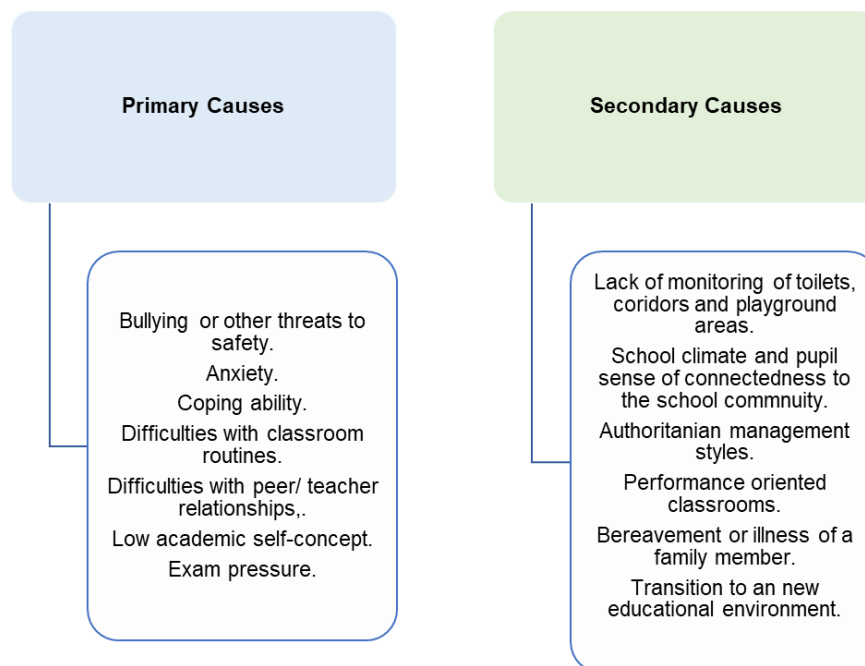 Primary Causes
Bullying or other threats to
safety.
Anxiety.
Coping ability.
Difficulties with classroom
routines.
Difficulties with peer/ teacher
relationships,.
Low academic self-concept.
Exam pressure.
Secondary Causes
Lack of monitoring of toilets,
coridors and playground
areas.
School climate and pupil
sense of connectedness to
the school commnuity.
Authoritanian management
styles.
Performance oriented
classrooms.
Bereavement or illness of a
family member.
Transition to an new
educational environment.